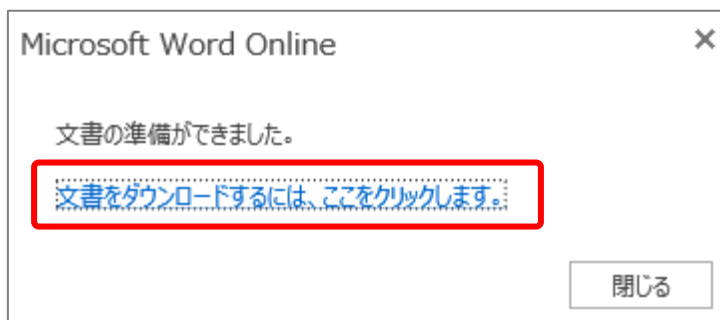 Microsoft Word Online
×
文書の準備ができました。
文書をダウンロードするには、ここをクリックします。
閉じる